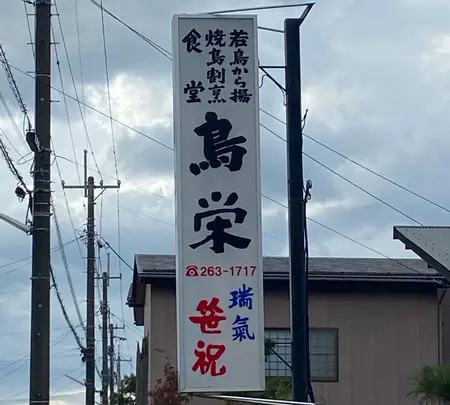 若鳥から揚
焼鳥割烹
食堂
鳥栄
☎263-1717
瑞氣
笹祝